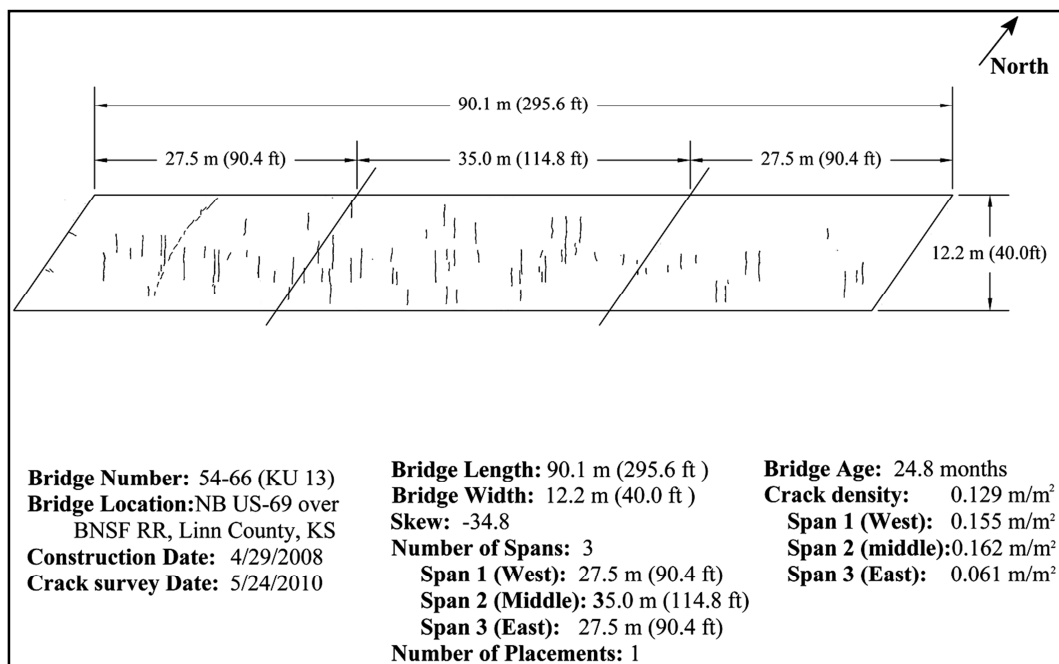 North
90.1 m (295.6 ft)
27.5 m (90.4 ft)
35.0 m (114.8 ft)
27.5 m (90.4 ft)
12.2 m (40.0ft)
Bridge Number: 54-66 (KU 13)
Bridge Location:NB US-69 over
BNSF RR, Linn County, KS
Construction Date: 4/29/2008
Crack survey Date: 5/24/2010
Bridge Length: 90.1 m (295.6 ft )
Bridge Width: 12.2 m (40.0 ft )
Skew: -34.8
Number of Spans: 3
Span 1 (West): 27.5 m (90.4 ft)
Span 2 (Middle): 35.0 m (114.8 ft)
Span 3 (East): 27.5 m (90.4 ft)
Number of Placements: 1
Bridge Age: 24.8 months
Crack density: 0.129 m/m²
Span 1 (West): 0.155 m/m²
Span 2 (middle):0.162 m/m²
Span 3 (East): 0.061 m/m²